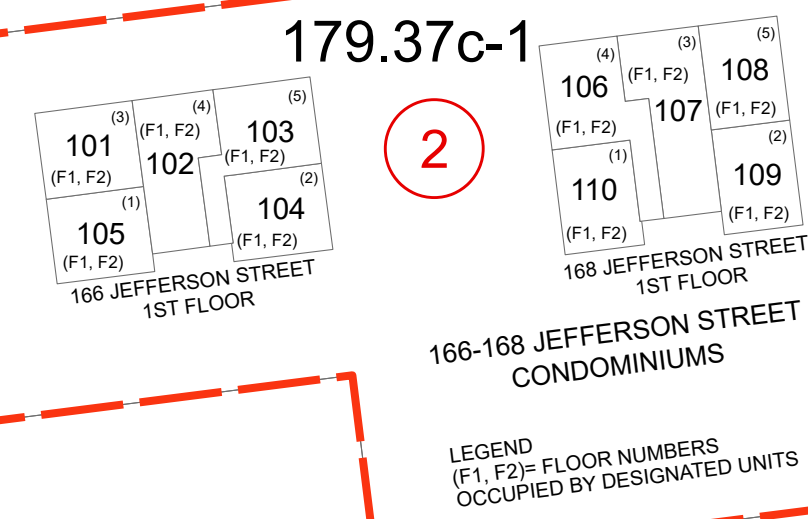 179.37c-1
2
(3)
101
(F1, F2)
(4)
(F1, F2)
102
(5)
103
(F1, F2)
(1)
105
(F1, F2)
(2)
104
(F1, F2)
166 JEFFERSON STREET
1ST FLOOR
(4)
106
(F1, F2)
(3)
(F1, F2)
107
(5)
108
(F1, F2)
(1)
110
(F1, F2)
(2)
109
(F1, F2)
168 JEFFERSON STREET
1ST FLOOR
166-168 JEFFERSON STREET
CONDOMINIUMS
LEGEND
(F1, F2)= FLOOR NUMBERS
OCCUPIED BY DESIGNATED UNITS